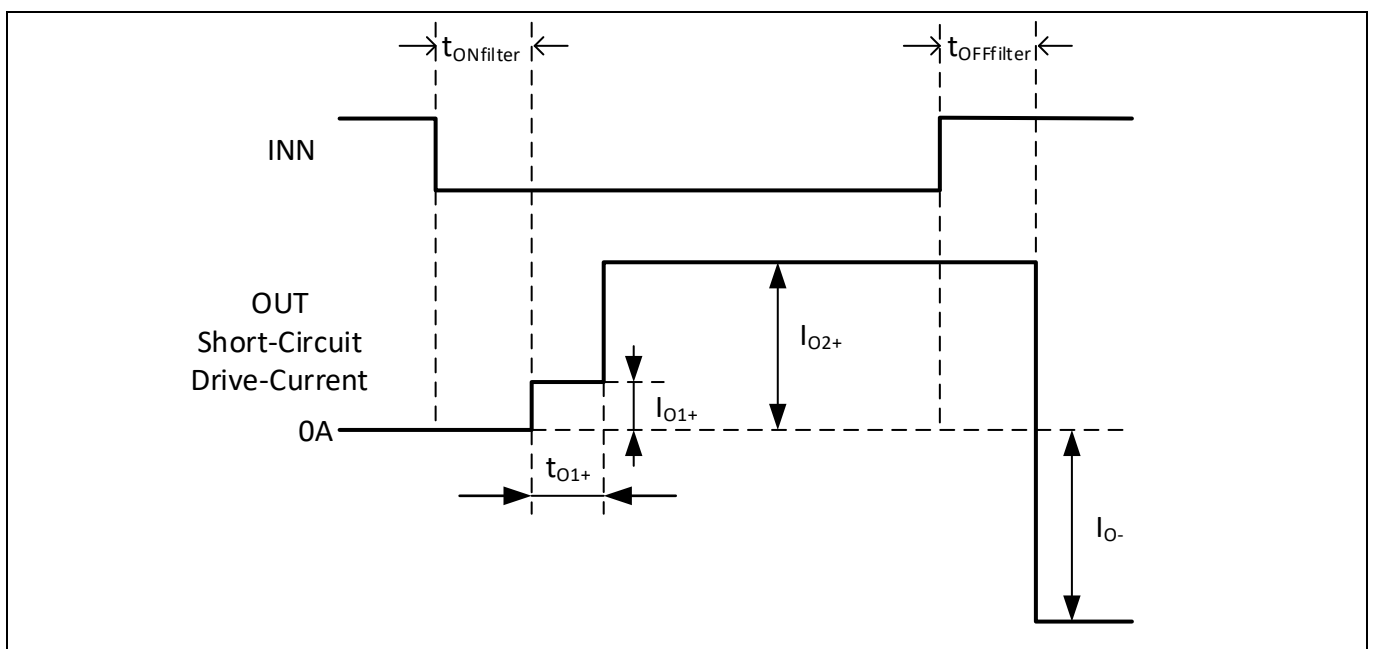 tONfilter
tOFFfilter
INN
OUT
Short-Circuit
Drive-Current
IO2+
IO1+
0A
tO1+
IO-